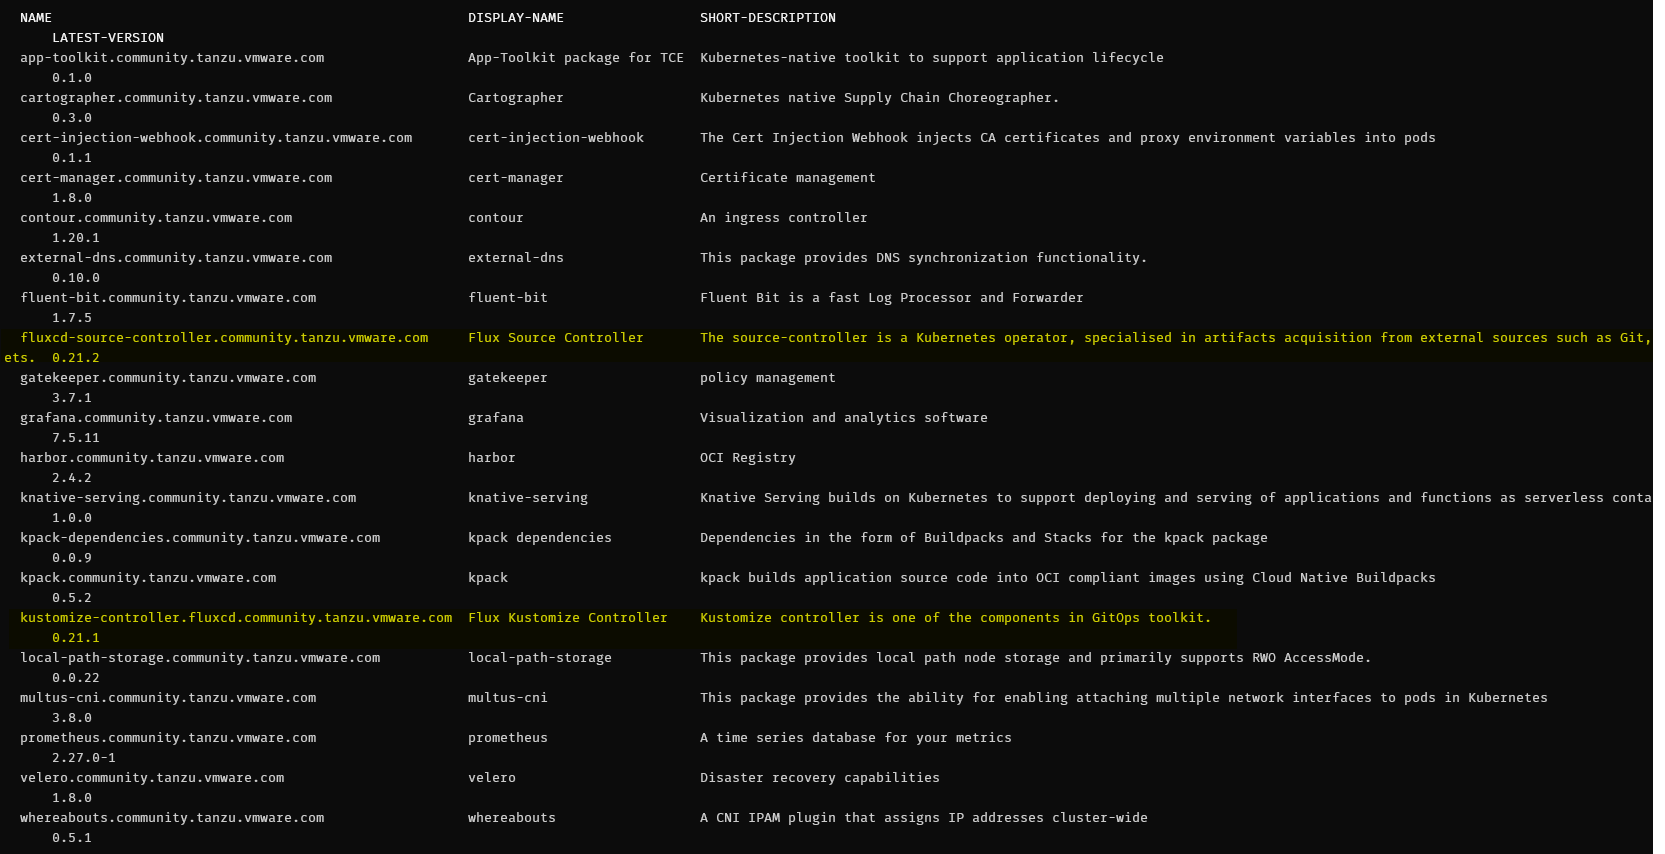 NAME DISPLAY-NAME SHORT-DESCRIPTION
LATEST-VERSION
app-toolkit.community.tanzu.vmware.com App-Toolkit package for TCE Kubernetes-native toolkit to support application lifecycle
0.1.0
cartographer.community.tanzu.vmware.com Cartographer Kubernetes native Supply Chain Choreographer.
0.3.0
cert-injection-webhook.community.tanzu.vmware.com cert-injection-webhook The Cert Injection Webhook injects CA certificates and proxy environment variables into pods
0.1.1
cert-manager.community.tanzu.vmware.com cert-manager Certificate management
1.8.0
contour.community.tanzu.vmware.com contour An ingress controller
1.20.1
external-dns.community.tanzu.vmware.com external-dns This package provides DNS synchronization functionality.
0.10.0
fluent-bit.community.tanzu.vmware.com fluent-bit Fluent Bit is a fast Log Processor and Forwarder
1.7.5
fluxcd-source-controller.community.tanzu.vmware.com Flux Source Controller The source-controller is a Kubernetes operator, specialised in artifacts acquisition from external sources such as Git,
ets. 0.21.2
gatekeeper.community.tanzu.vmware.com gatekeeper policy management
3.7.1
grafana.community.tanzu.vmware.com grafana Visualization and analytics software
7.5.11
harbor.community.tanzu.vmware.com harbor OCI Registry
2.4.2
knative-serving.community.tanzu.vmware.com knative-serving Knative Serving builds on Kubernetes to support deploying and serving of applications and functions as serverless conta
1.0.0
kpack-dependencies.community.tanzu.vmware.com kpack dependencies Dependencies in the form of Buildpacks and Stacks for the kpack package
0.0.9
kpack.community.tanzu.vmware.com kpack kpack builds application source code into OCI compliant images using Cloud Native Buildpacks
0.5.2
kustomize-controller.fluxcd.community.tanzu.vmware.com Flux Kustomize Controller Kustomize controller is one of the components in GitOps toolkit.
0.21.1
local-path-storage.community.tanzu.vmware.com local-path-storage This package provides local path node storage and primarily supports RWO AccessMode.
0.0.22
multus-cni.community.tanzu.vmware.com multus-cni This package provides the ability for enabling attaching multiple network interfaces to pods in Kubernetes
3.8.0
prometheus.community.tanzu.vmware.com prometheus A time series database for your metrics
2.27.0-1
velero.community.tanzu.vmware.com velero Disaster recovery capabilities
1.8.0
whereabouts.community.tanzu.vmware.com whereabouts A CNI IPAM plugin that assigns IP addresses cluster-wide
0.5.1